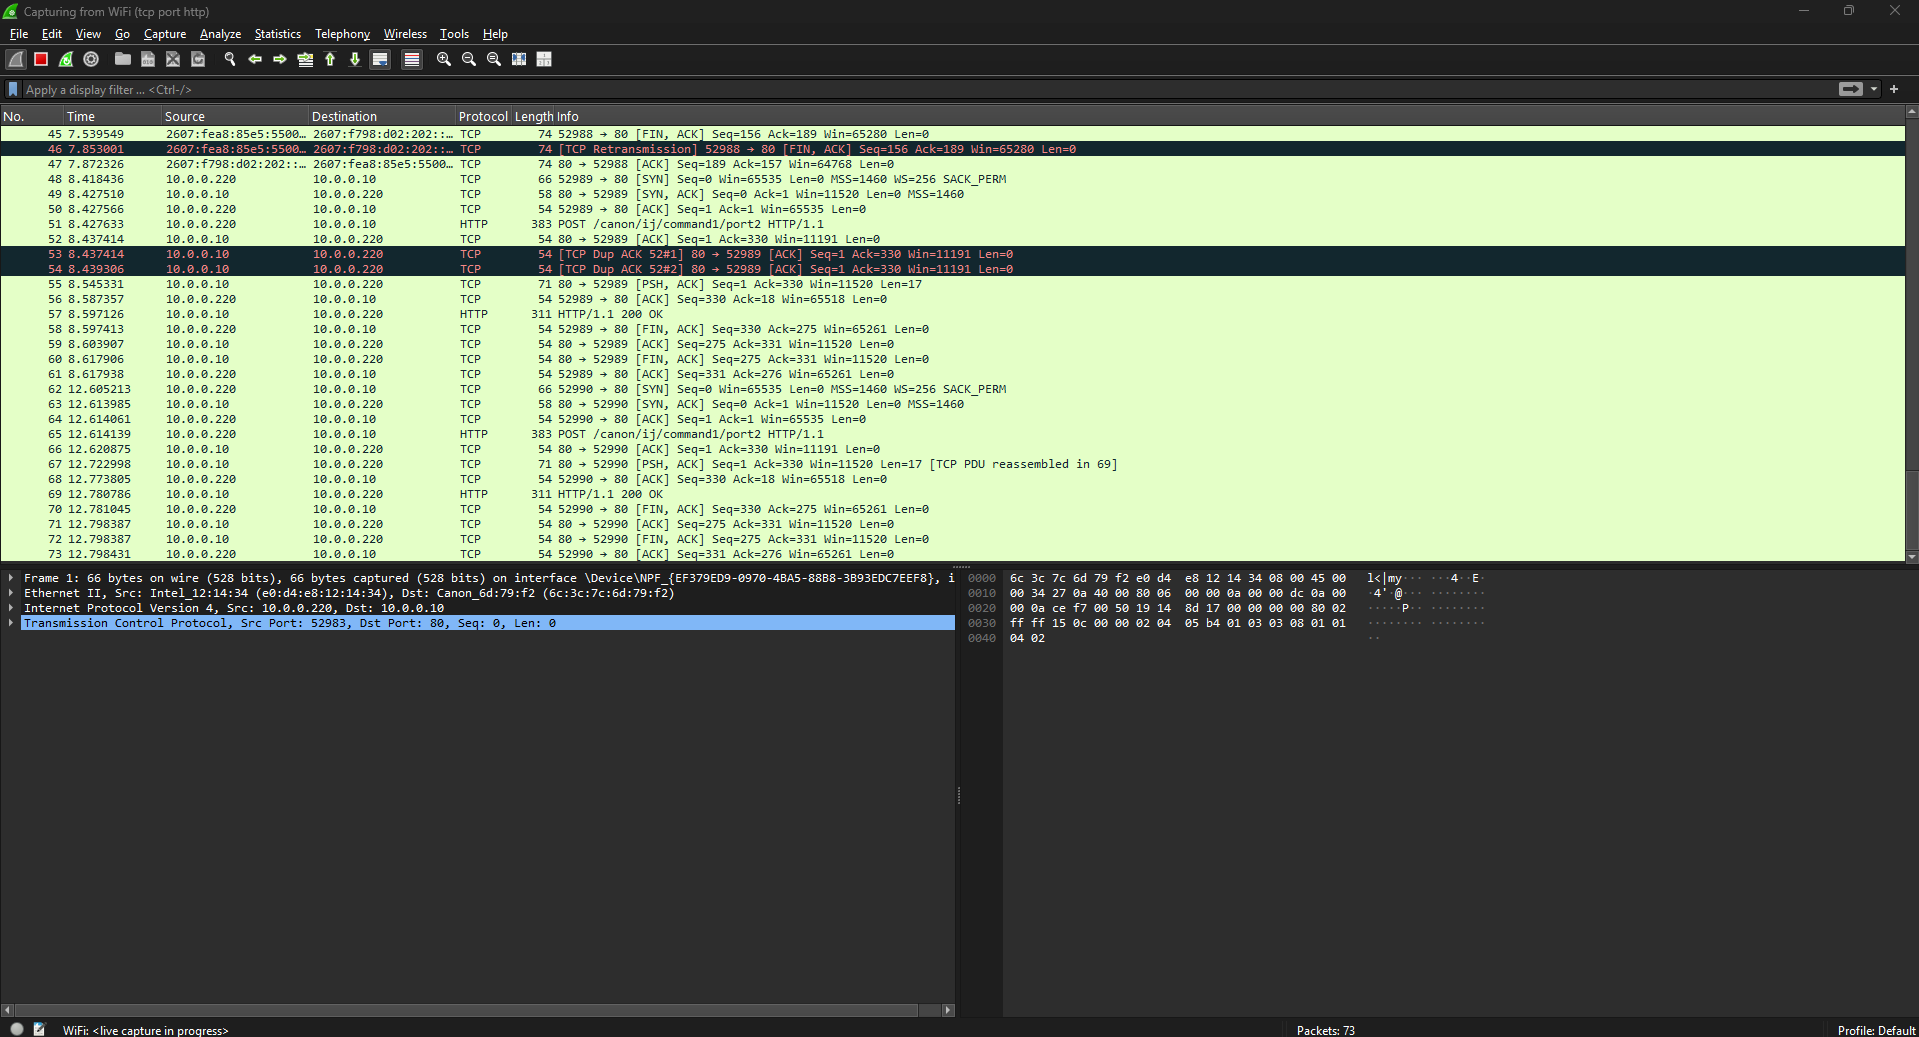 Capturing from WiFi (tcp port http)
File Edit View Go Capture Analyze Statistics Telephony Wireless Tools Help
Apply a display filter ... <Ctrl-/>
No. Time Source Destination Protocol Length Info
45 7.539549 2607:fea8:85e5:5500… 2607:f798:d02:202::… TCP 74 52988 → 80 [FIN, ACK] Seq=156 Ack=189 Win=65280 Len=0
46 7.853001 2607:fea8:85e5:5500… 2607:f798:d02:202::… TCP 74 [TCP Retransmission] 52988 → 80 [FIN, ACK] Seq=156 Ack=189 Win=65280 Len=0
47 7.872326 2607:f798:d02:202::… 2607:fea8:85e5:5500… TCP 74 80 → 52988 [ACK] Seq=189 Ack=157 Win=64768 Len=0
48 8.418436 10.0.0.220 10.0.0.10 TCP 66 52989 → 80 [SYN] Seq=0 Win=65535 Len=0 MSS=1460 WS=256 SACK_PERM
49 8.427510 10.0.0.10 10.0.0.220 TCP 58 80 → 52989 [SYN, ACK] Seq=0 Ack=1 Win=11520 Len=0 MSS=1460
50 8.427566 10.0.0.220 10.0.0.10 TCP 54 52989 → 80 [ACK] Seq=1 Ack=1 Win=65535 Len=0
51 8.427633 10.0.0.220 10.0.0.10 HTTP 383 POST /canon/ij/command1/port2 HTTP/1.1
52 8.437414 10.0.0.10 10.0.0.220 TCP 54 80 → 52989 [ACK] Seq=1 Ack=330 Win=11191 Len=0
53 8.437414 10.0.0.10 10.0.0.220 TCP 54 [TCP Dup ACK 52#1] 80 → 52989 [ACK] Seq=1 Ack=330 Win=11191 Len=0
54 8.439306 10.0.0.10 10.0.0.220 TCP 54 [TCP Dup ACK 52#2] 80 → 52989 [ACK] Seq=1 Ack=330 Win=11191 Len=0
55 8.545331 10.0.0.10 10.0.0.220 TCP 71 80 → 52989 [PSH, ACK] Seq=1 Ack=330 Win=11520 Len=17
56 8.587357 10.0.0.220 10.0.0.10 TCP 54 52989 → 80 [ACK] Seq=330 Ack=18 Win=65518 Len=0
57 8.597126 10.0.0.10 10.0.0.220 HTTP 311 HTTP/1.1 200 OK
58 8.597413 10.0.0.220 10.0.0.10 TCP 54 52989 → 80 [FIN, ACK] Seq=330 Ack=275 Win=65261 Len=0
59 8.603907 10.0.0.10 10.0.0.220 TCP 54 80 → 52989 [ACK] Seq=275 Ack=331 Win=11520 Len=0
60 8.617906 10.0.0.10 10.0.0.220 TCP 54 80 → 52989 [FIN, ACK] Seq=275 Ack=331 Win=11520 Len=0
61 8.617938 10.0.0.220 10.0.0.10 TCP 54 52989 → 80 [ACK] Seq=331 Ack=276 Win=65261 Len=0
62 12.605213 10.0.0.220 10.0.0.10 TCP 66 52990 → 80 [SYN] Seq=0 Win=65535 Len=0 MSS=1460 WS=256 SACK_PERM
63 12.613985 10.0.0.10 10.0.0.220 TCP 58 80 → 52990 [SYN, ACK] Seq=0 Ack=1 Win=11520 Len=0 MSS=1460
64 12.614061 10.0.0.220 10.0.0.10 TCP 54 52990 → 80 [ACK] Seq=1 Ack=1 Win=65535 Len=0
65 12.614139 10.0.0.220 10.0.0.10 HTTP 383 POST /canon/ij/command1/port2 HTTP/1.1
66 12.620875 10.0.0.10 10.0.0.220 TCP 54 80 → 52990 [ACK] Seq=1 Ack=330 Win=11191 Len=0
67 12.722998 10.0.0.10 10.0.0.220 TCP 71 80 → 52990 [PSH, ACK] Seq=1 Ack=330 Win=11520 Len=17 [TCP PDU reassembled in 69]
68 12.773805 10.0.0.220 10.0.0.10 TCP 54 52990 → 80 [ACK] Seq=330 Ack=18 Win=65518 Len=0
69 12.780786 10.0.0.10 10.0.0.220 HTTP 311 HTTP/1.1 200 OK
70 12.781045 10.0.0.220 10.0.0.10 TCP 54 52990 → 80 [FIN, ACK] Seq=330 Ack=275 Win=65261 Len=0
71 12.798387 10.0.0.10 10.0.0.220 TCP 54 80 → 52990 [ACK] Seq=275 Ack=331 Win=11520 Len=0
72 12.798387 10.0.0.10 10.0.0.220 TCP 54 80 → 52990 [FIN, ACK] Seq=275 Ack=331 Win=11520 Len=0
73 12.798431 10.0.0.220 10.0.0.10 TCP 54 52990 → 80 [ACK] Seq=331 Ack=276 Win=65261 Len=0
Frame 1: 66 bytes on wire (528 bits), 66 bytes captured (528 bits) on interface \Device\NPF_{EF379ED9-0970-4BA5-88B8-3B93EDC7EEF8}, i
Ethernet II, Src: Intel_12:14:34 (e0:d4:e8:12:14:34), Dst: Canon_6d:79:f2 (6c:3c:7c:6d:79:f2)
Internet Protocol Version 4, Src: 10.0.0.220, Dst: 10.0.0.10
Transmission Control Protocol, Src Port: 52983, Dst Port: 80, Seq: 0, Len: 0
0000 6c 3c 7c 6d 79 f2 e0 d4 e8 12 14 34 08 00 45 00 l<|my··· ···4··E·
0010 00 34 27 0a 40 00 80 06 00 00 0a 00 00 dc 0a 00 ·4'·@··· ········
0020 00 0a ce f7 00 50 19 14 8d 17 00 00 00 00 80 02 ·····P·· ········
0030 ff ff 15 0c 00 00 02 04 05 b4 01 03 03 08 01 01 ········ ········
0040 04 02 ··
WiFi: <live capture in progress>
Packets: 73
Profile: Default